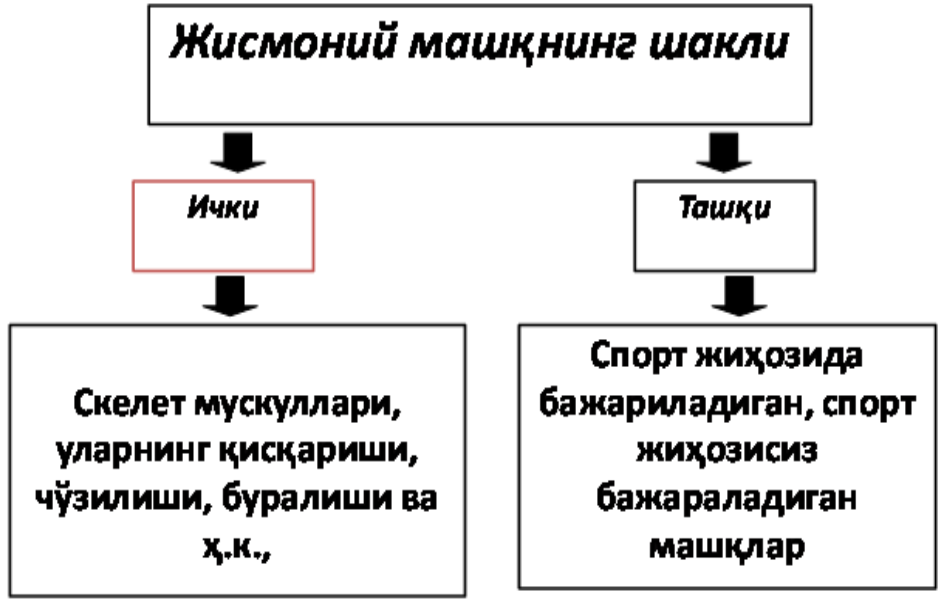 Жисмоний машқнинг шакли
Ички
Ташқи
Скелет мускуллари,
уларнинг қисқариши,
чўзилиши, буралиши ва
ҳ.к.,
Спорт жиҳозида
бажариладиган, спорт
жиҳозисиз
бажараладиган
машқлар